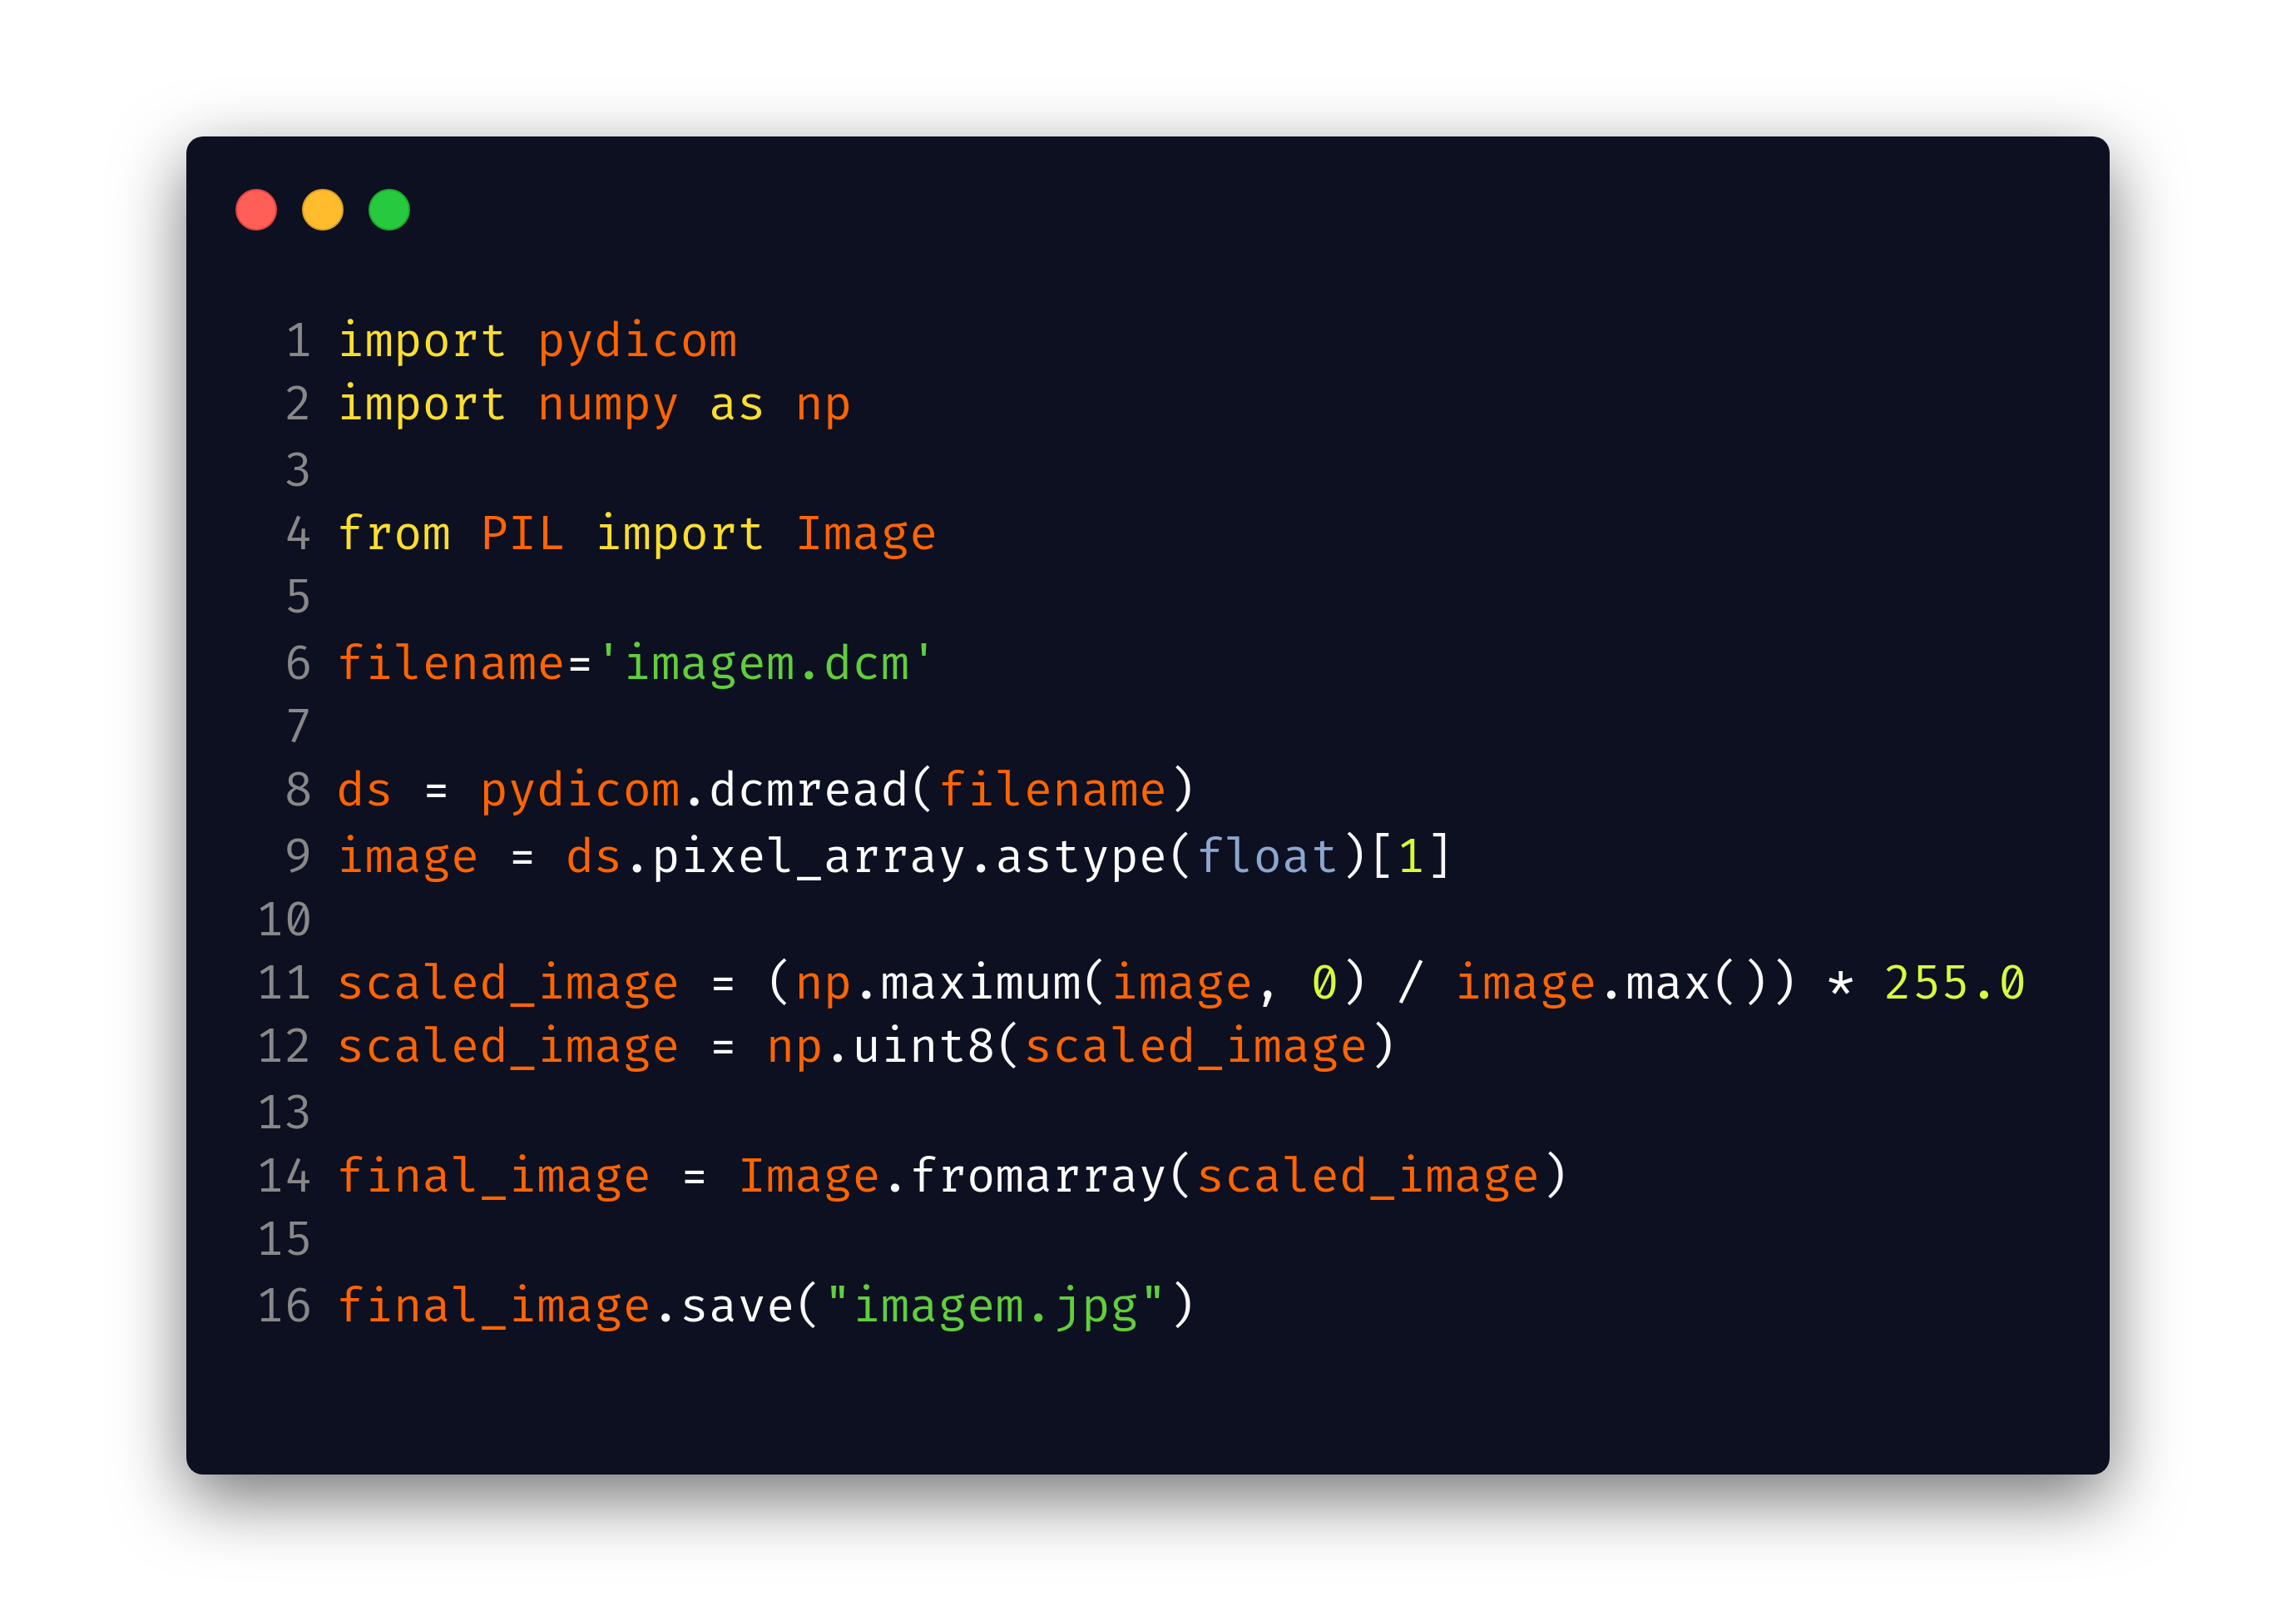 1 import pydicom
2 import numpy as np
3
4 from PIL import Image
5
6 filename='imagem.dcm'
7
8 ds = pydicom.dcmread(filename)
9 image = ds.pixel_array.astype(float)[1]
10
11 scaled_image = (np.maximum(image, 0) / image.max()) * 255.0
12 scaled_image = np.uint8(scaled_image)
13
14 final_image = Image.fromarray(scaled_image)
15
16 final_image.save("imagem.jpg")